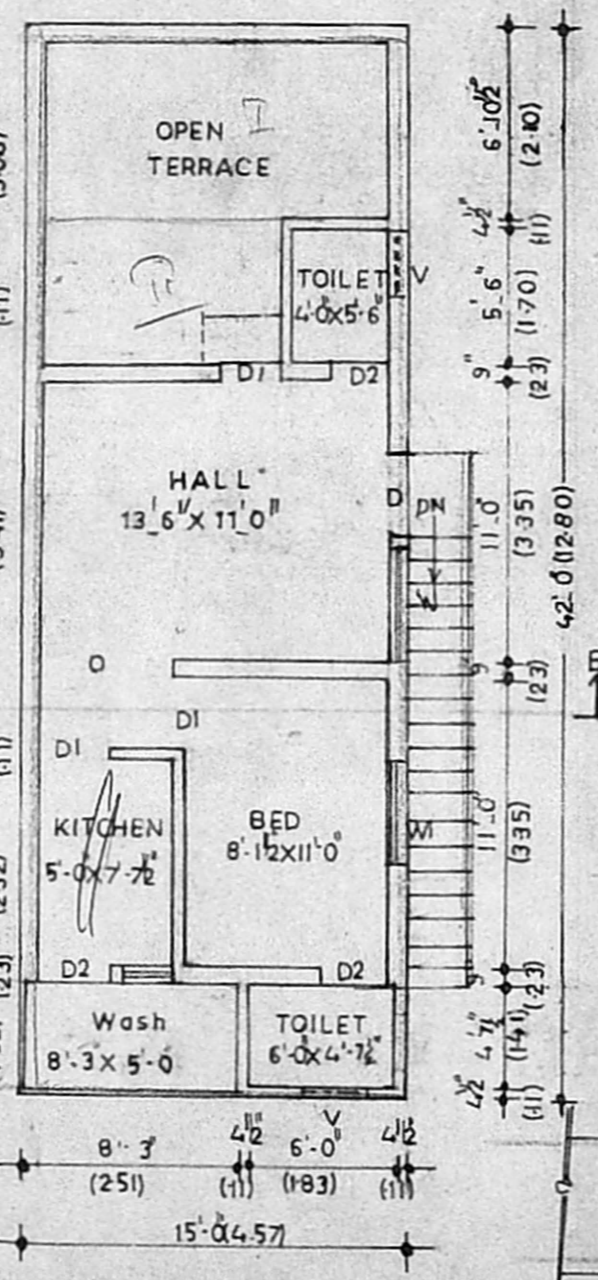 OPEN
TERRACE
TOILET
4'-0"X5'-6"
V
D1
D2
HALL
13'6"X 11'0"
D
DN
O
D1
D1
KITCHEN
5'-0"X7'-7½"
BED
8'-1½X11'0"
W1
D2
D2
Wash
8'-3"X 5'-0
TOILET
6'-0"X4'-7½"
V
8'-3"
(2·51)
4½"
(·11)
6'-0"
(1·83)
4½"
(·11)
15'-0"(4·57)
6'-10½"
(2·10)
4½"
(·11)
5'-6"
(1·70)
9"
(·23)
11'-0"
(3·35)
9"
(·23)
11'-0"
(3·35)
9"
(·23)
4'-7½"
(1·41)
4½"
(·11)
42'-0"(12·80)